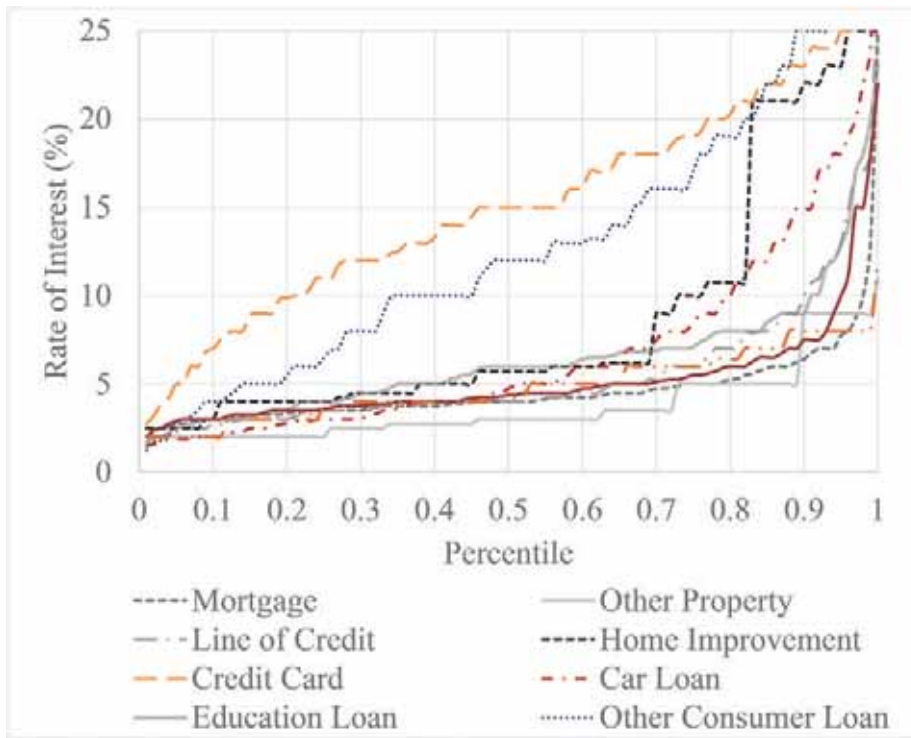 25
20
15
10
5
0
Rate of Interest (%)
0 0.1 0.2 0.3 0.4 0.5 0.6 0.7 0.8 0.9 1
Percentile
Mortgage Other Property
Line of Credit Home Improvement
Credit Card Car Loan
Education Loan Other Consumer Loan